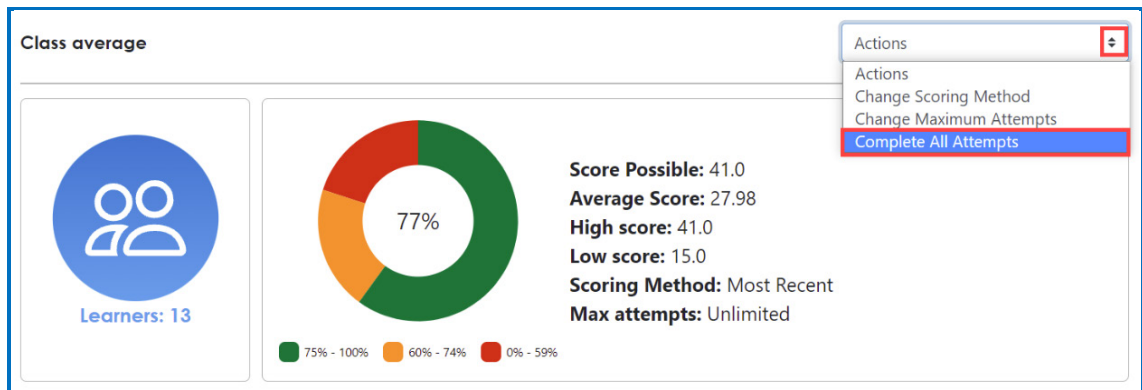 Class average
Actions
Actions
Change Scoring Method
Change Maximum Attempts
Complete All Attempts
Learners: 13
77%
Score Possible: 41.0
Average Score: 27.98
High score: 41.0
Low score: 15.0
Scoring Method: Most Recent
Max attempts: Unlimited
75% - 100% 60% - 74% 0% - 59%